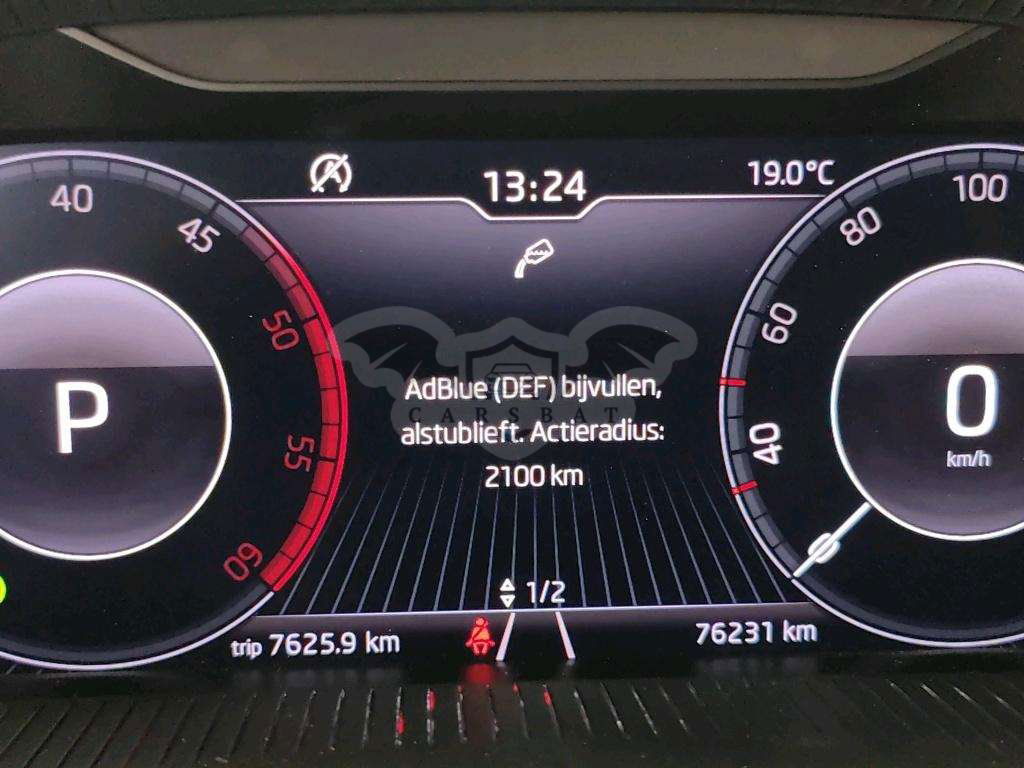 13:24
19.0°C
40
45
50
55
60
P
100
80
60
40
0
km/h
AdBlue (DEF) bijvullen,
alstublieft. Actieradius:
2100 km
CARSBAT
1/2
trip 7625.9 km
76231 km